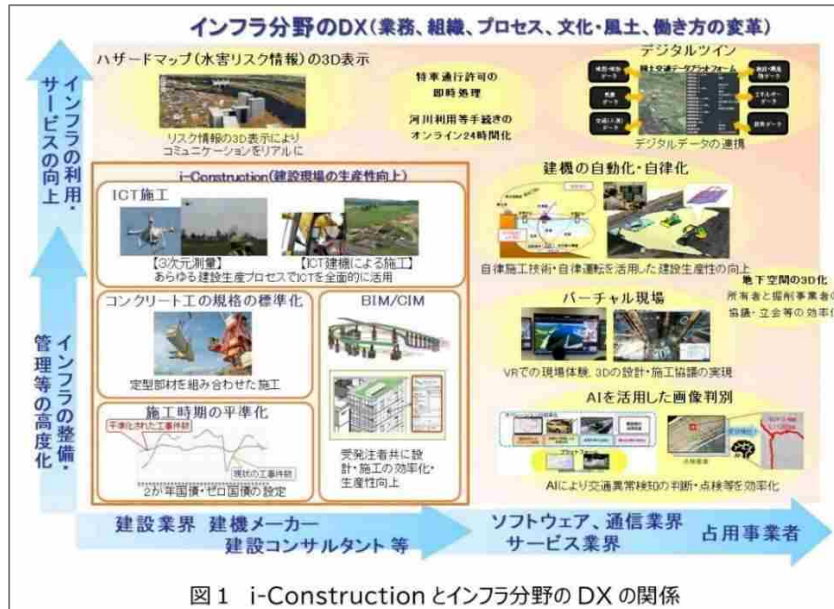 インフラ分野のDX(業務、組織、プロセス、文化・風土、働き方の変革)
インフラの利用・
サービスの向上
インフラの整備・
管理等の高度化
ハザードマップ(水害リスク情報)の3D表示
リスク情報の3D表示により
コミュニケーションをリアルに
特車通行許可の
即時処理
河川利用等手続きの
オンライン24時間化
デジタルツイン
国土交通データプラットフォーム
デジタルデータの連携
i-Construction(建設現場の生産性向上)
ICT施工
【3次元測量】
【ICT建機による施工】
あらゆる建設生産プロセスでICTを全面的に活用
コンクリート工の規格の標準化
定型部材を組み合わせた施工
施工時期の平準化
平準化された工事件数
現状の工事件数
2か年国債・ゼロ国債の設定
BIM/CIM
受発注者共に設
計・施工の効率化・
生産性向上
建機の自動化・自律化
自律施工技術・自律運転を活用した建設生産性の向上
地下空間の3D化
所有者と掘削事業者の
協議・立会等の効率化
バーチャル現場
VRでの現場体験、3Dの設計・施工協議の実現
AIを活用した画像判別
AIにより交通異常検知の判断・点検等を効率化
建設業界 建機メーカー
建設コンサルタント 等
ソフトウェア、通信業界
サービス業界
占用事業者
図1 i-Construction とインフラ分野の DX の関係